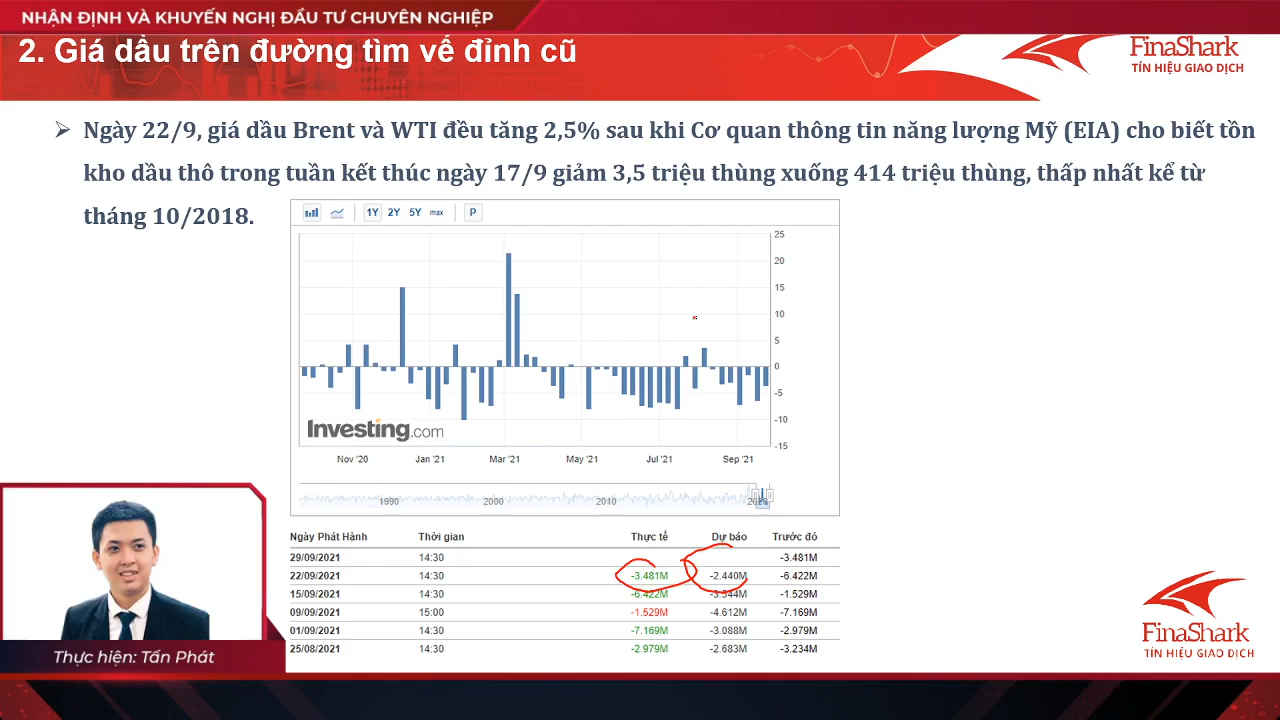 NHẬN ĐỊNH VÀ KHUYẾN NGHỊ ĐẦU TƯ CHUYÊN NGHIỆP
2. Giá dầu trên đường tìm về đỉnh cũ
FinaShark
TÍN HIỆU GIAO DỊCH
Ngày 22/9, giá dầu Brent và WTI đều tăng 2,5% sau khi Cơ quan thông tin năng lượng Mỹ (EIA) cho biết tồn
kho dầu thô trong tuần kết thúc ngày 17/9 giảm 3,5 triệu thùng xuống 414 triệu thùng, thấp nhất kể từ
tháng 10/2018.
1Y 2Y 5Y max P
25
20
15
10
5
0
-5
-10
-15
Investing.com
Nov '20 Jan '21 Mar '21 May '21 Jul '21 Sep '21
1990 2000 2010
Ngày Phát Hành Thời gian Thực tế Dự báo Trước đó
29/09/2021 14:30 -3.481M
22/09/2021 14:30 -3.481M -2.440M -6.422M
15/09/2021 14:30 -6.422M -3.544M -1.529M
09/09/2021 15:00 -1.529M -4.612M -7.169M
01/09/2021 14:30 -7.169M -3.088M -2.979M
25/08/2021 14:30 -2.979M -2.683M -3.234M
Thực hiện: Tấn Phát
FinaShark
TÍN HIỆU GIAO DỊCH